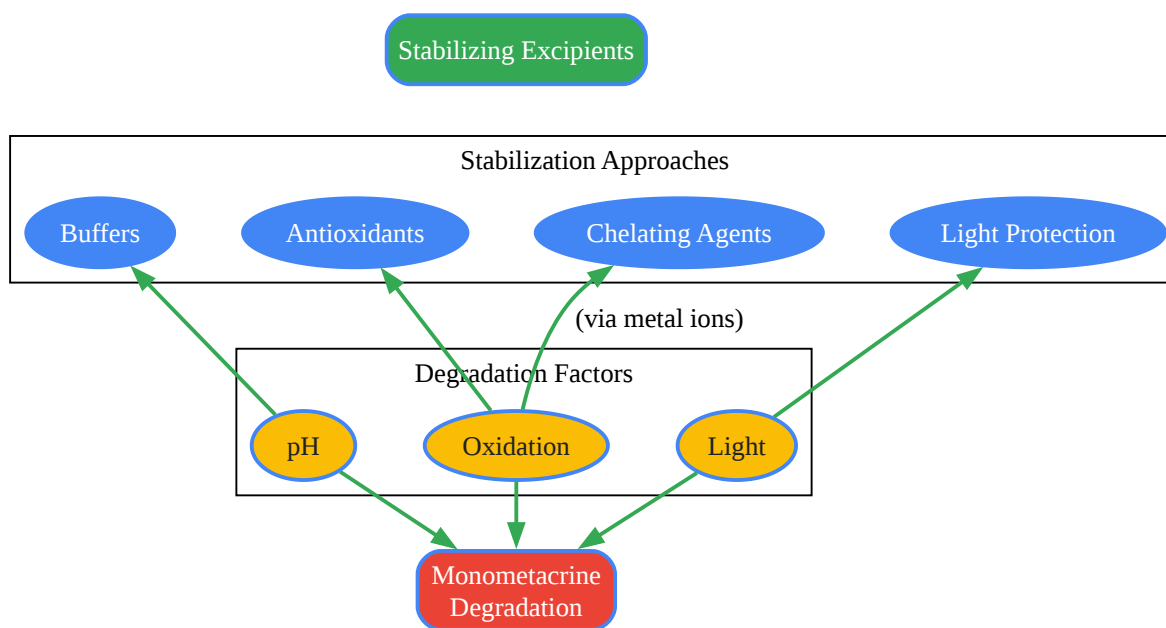 Stabilizing Excipients
Stabilization Approaches
Buffers
Antioxidants
Chelating Agents
Light Protection
(via metal ions)
Degradation Factors
pH
Oxidation
Light
Monometacrine
Degradation